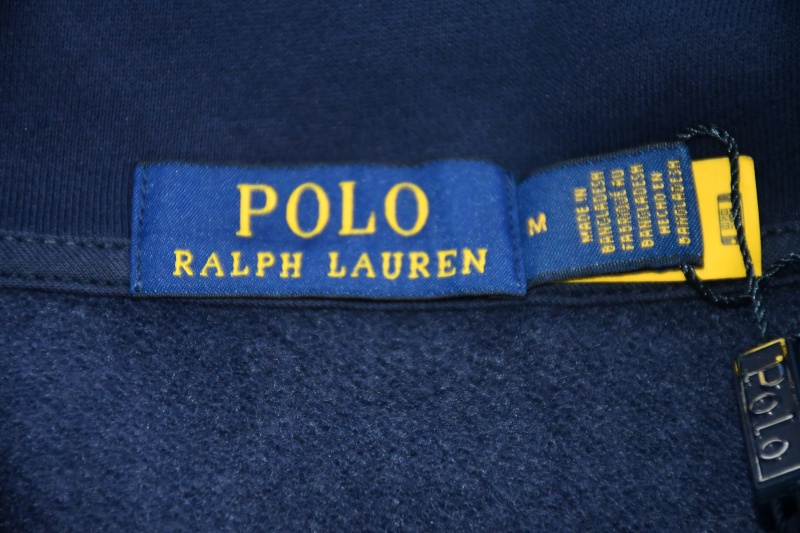 POLO
RALPH LAUREN
M
MADE IN
BANGLADESH
FABRIQUÉ AU
BANGLADESH
HECHO EN
BANGLADESH
Polo